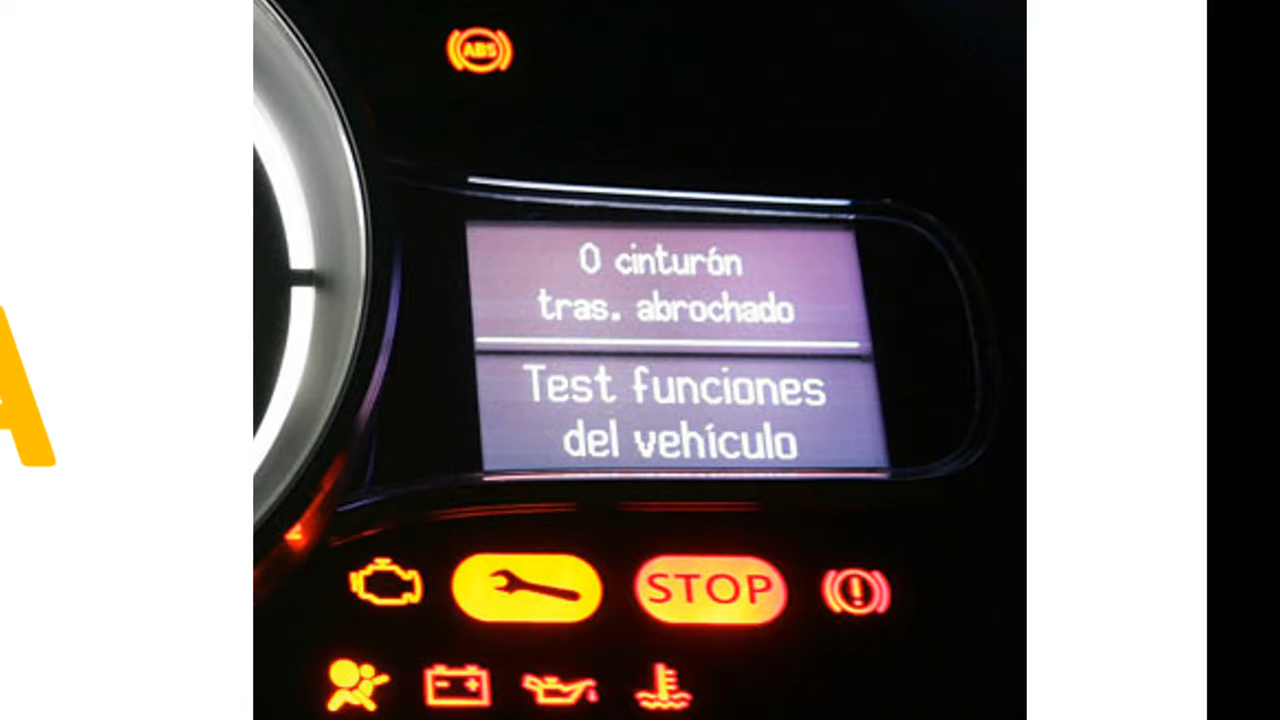 A
ABS
0 cinturón
tras. abrochado
Test funciones
del vehículo
STOP